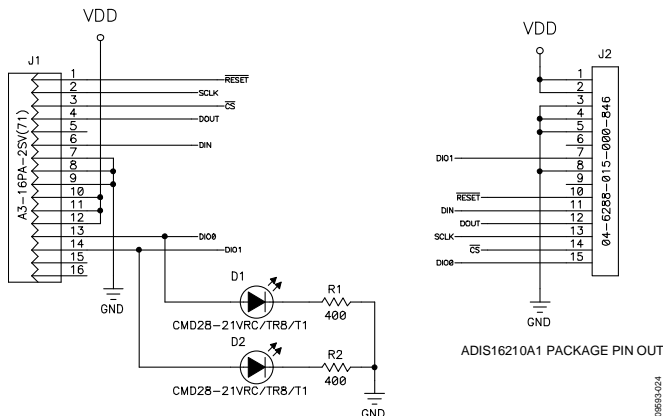 VDD
J1
A3-16PA-2SV(71)
1
2
3
4
5
6
7
8
9
10
11
12
13
14
15
16
RESET
SCLK
CS
DOUT
DIN
DIO0
DIO1
GND
D1
CMD28-21VRC/TR8/T1
R1
400
D2
CMD28-21VRC/TR8/T1
R2
400
GND
VDD
J2
04-6288-015-000-846
1
2
3
4
5
6
7
8
9
10
11
12
13
14
15
DIO1
RESET
DIN
DOUT
SCLK
CS
DIO0
GND
ADIS16210A1 PACKAGE PIN OUT
09593-024